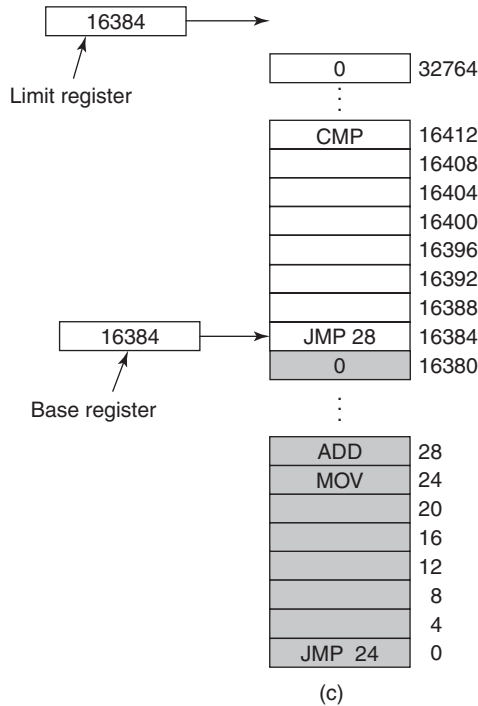 16384
Limit register
0 32764
CMP 16412
16408
16404
16400
16396
16392
16388
16384 JMP 28 16384
0 16380
Base register
ADD 28
MOV 24
20
16
12
8
4
JMP 24 0
(c)